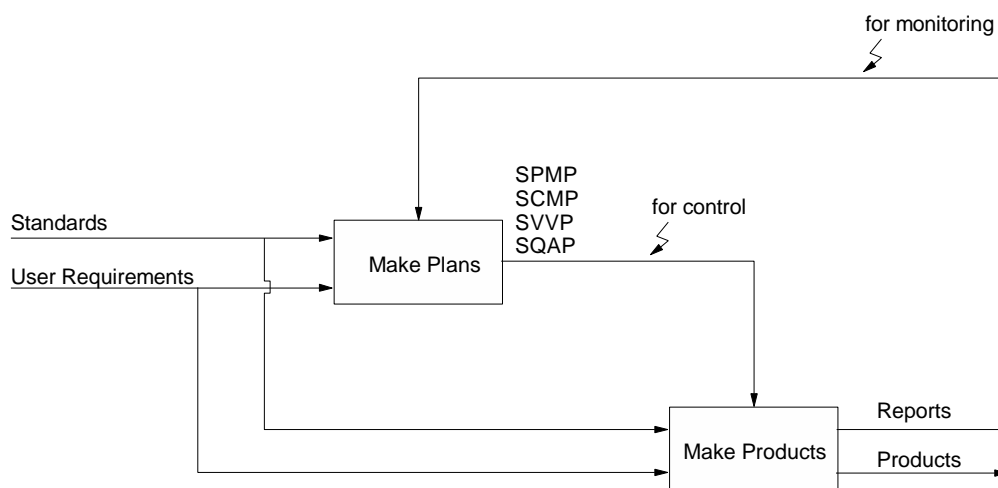 for monitoring
SPMP
SCMP
SVVP
SQAP
for control
Standards
User Requirements
Make Plans
Make Products
Reports
Products